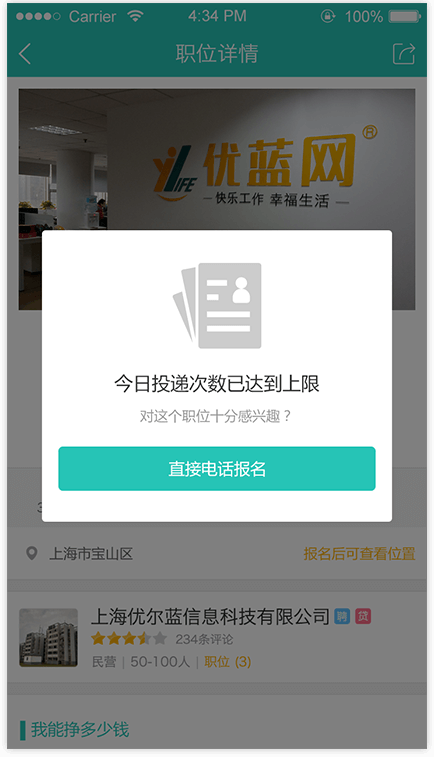 Carrier 4:34 PM 100%
职位详情
YLIFE 优蓝网®
快乐工作 幸福生活
今日投递次数已达到上限
对这个职位十分感兴趣？
直接电话报名
上海市宝山区 报名后可查看位置
上海优尔蓝信息科技有限公司 聘 贷
234条评论
民营 | 50-100人 | 职位 (3)
我能挣多少钱